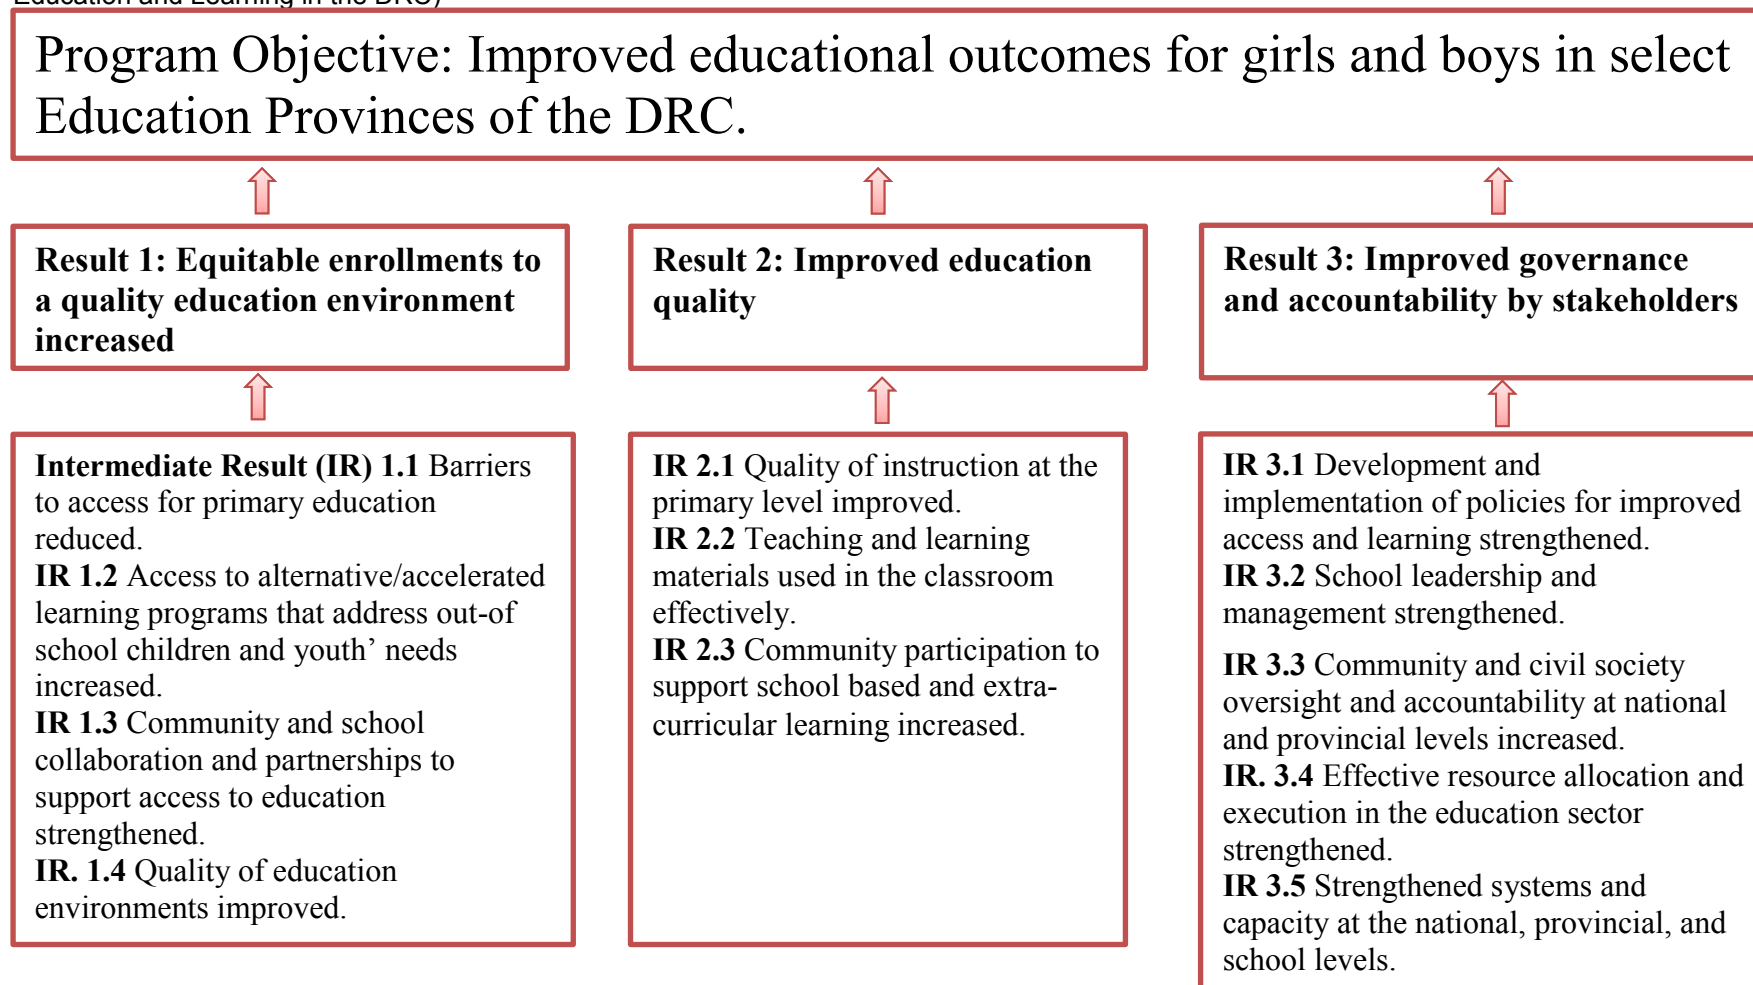 Education and Learning in the DRC)
Program Objective: Improved educational outcomes for girls and boys in select
Education Provinces of the DRC.
Result 1: Equitable enrollments to
a quality education environment
increased
Result 2: Improved education
quality
Result 3: Improved governance
and accountability by stakeholders
Intermediate Result (IR) 1.1 Barriers
to access for primary education
reduced.
IR 1.2 Access to alternative/accelerated
learning programs that address out-of
school children and youth’ needs
increased.
IR 1.3 Community and school
collaboration and partnerships to
support access to education
strengthened.
IR. 1.4 Quality of education
environments improved.
IR 2.1 Quality of instruction at the
primary level improved.
IR 2.2 Teaching and learning
materials used in the classroom
effectively.
IR 2.3 Community participation to
support school based and extra-
curricular learning increased.
IR 3.1 Development and
implementation of policies for improved
access and learning strengthened.
IR 3.2 School leadership and
management strengthened.
IR 3.3 Community and civil society
oversight and accountability at national
and provincial levels increased.
IR. 3.4 Effective resource allocation and
execution in the education sector
strengthened.
IR 3.5 Strengthened systems and
capacity at the national, provincial, and
school levels.